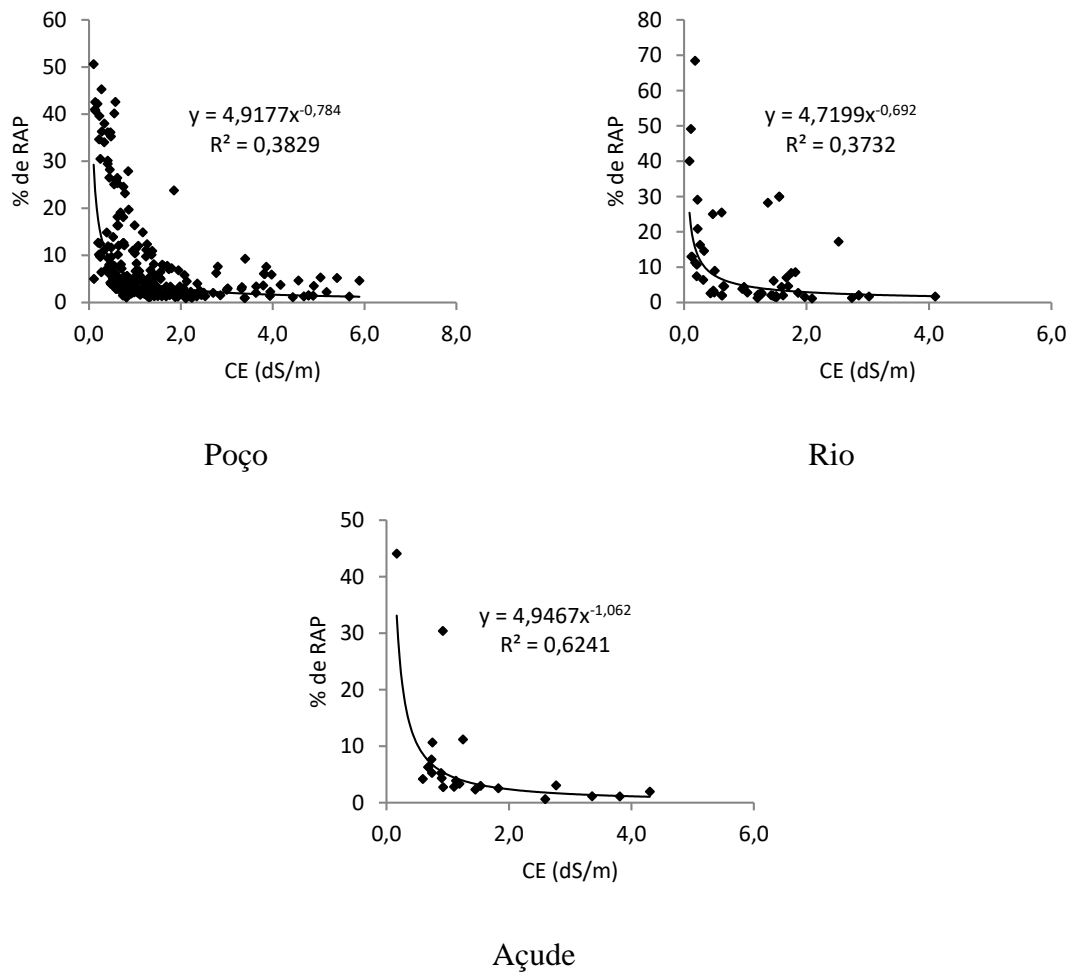 60
50
40
30
20
10
0
% de RAP
y = 4,9177x-0,784
R² = 0,3829
0,0 2,0 4,0 6,0 8,0
CE (dS/m)
Poço
80
70
60
50
40
30
20
10
0
% de RAP
y = 4,7199x-0,692
R² = 0,3732
0,0 2,0 4,0 6,0
CE (dS/m)
Rio
50
40
30
20
10
0
% de RAP
y = 4,9467x-1,062
R² = 0,6241
0,0 2,0 4,0 6,0
CE (dS/m)
Açude